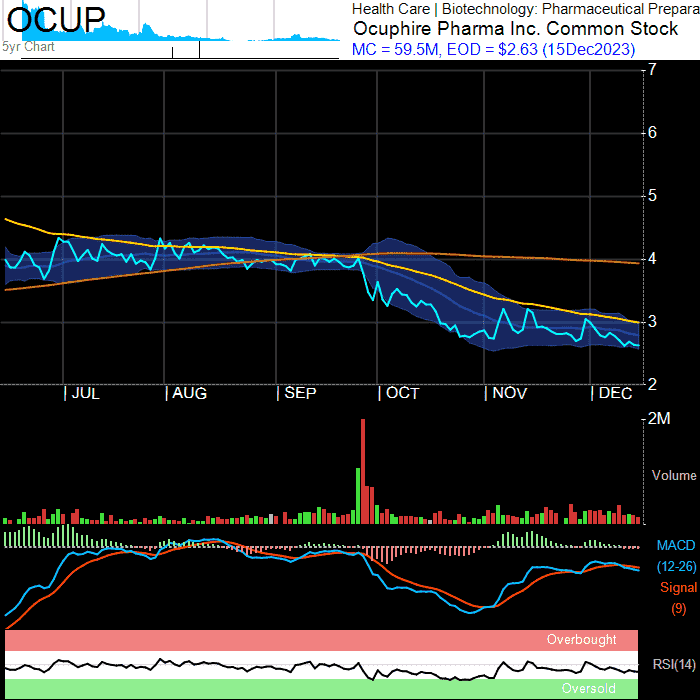 OCUP
5yr Chart
Health Care | Biotechnology: Pharmaceutical Prepara
Ocuphire Pharma Inc. Common Stock
MC = 59.5M, EOD = $2.63 (15Dec2023)
7
6
5
4
3
2
| JUL | AUG | SEP | OCT | NOV | DEC
2M
Volume
MACD
(12-26)
Signal
(9)
Overbought
RSI(14)
Oversold